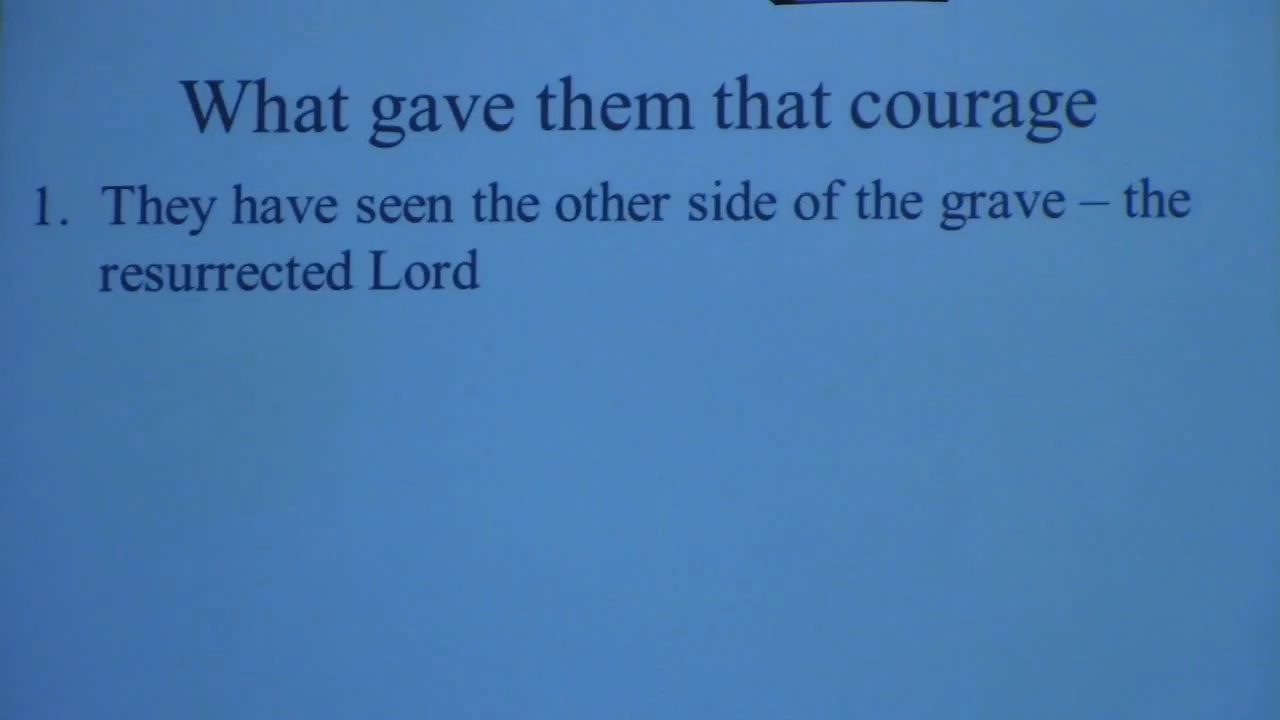 What gave them that courage
1. They have seen the other side of the grave – the
resurrected Lord